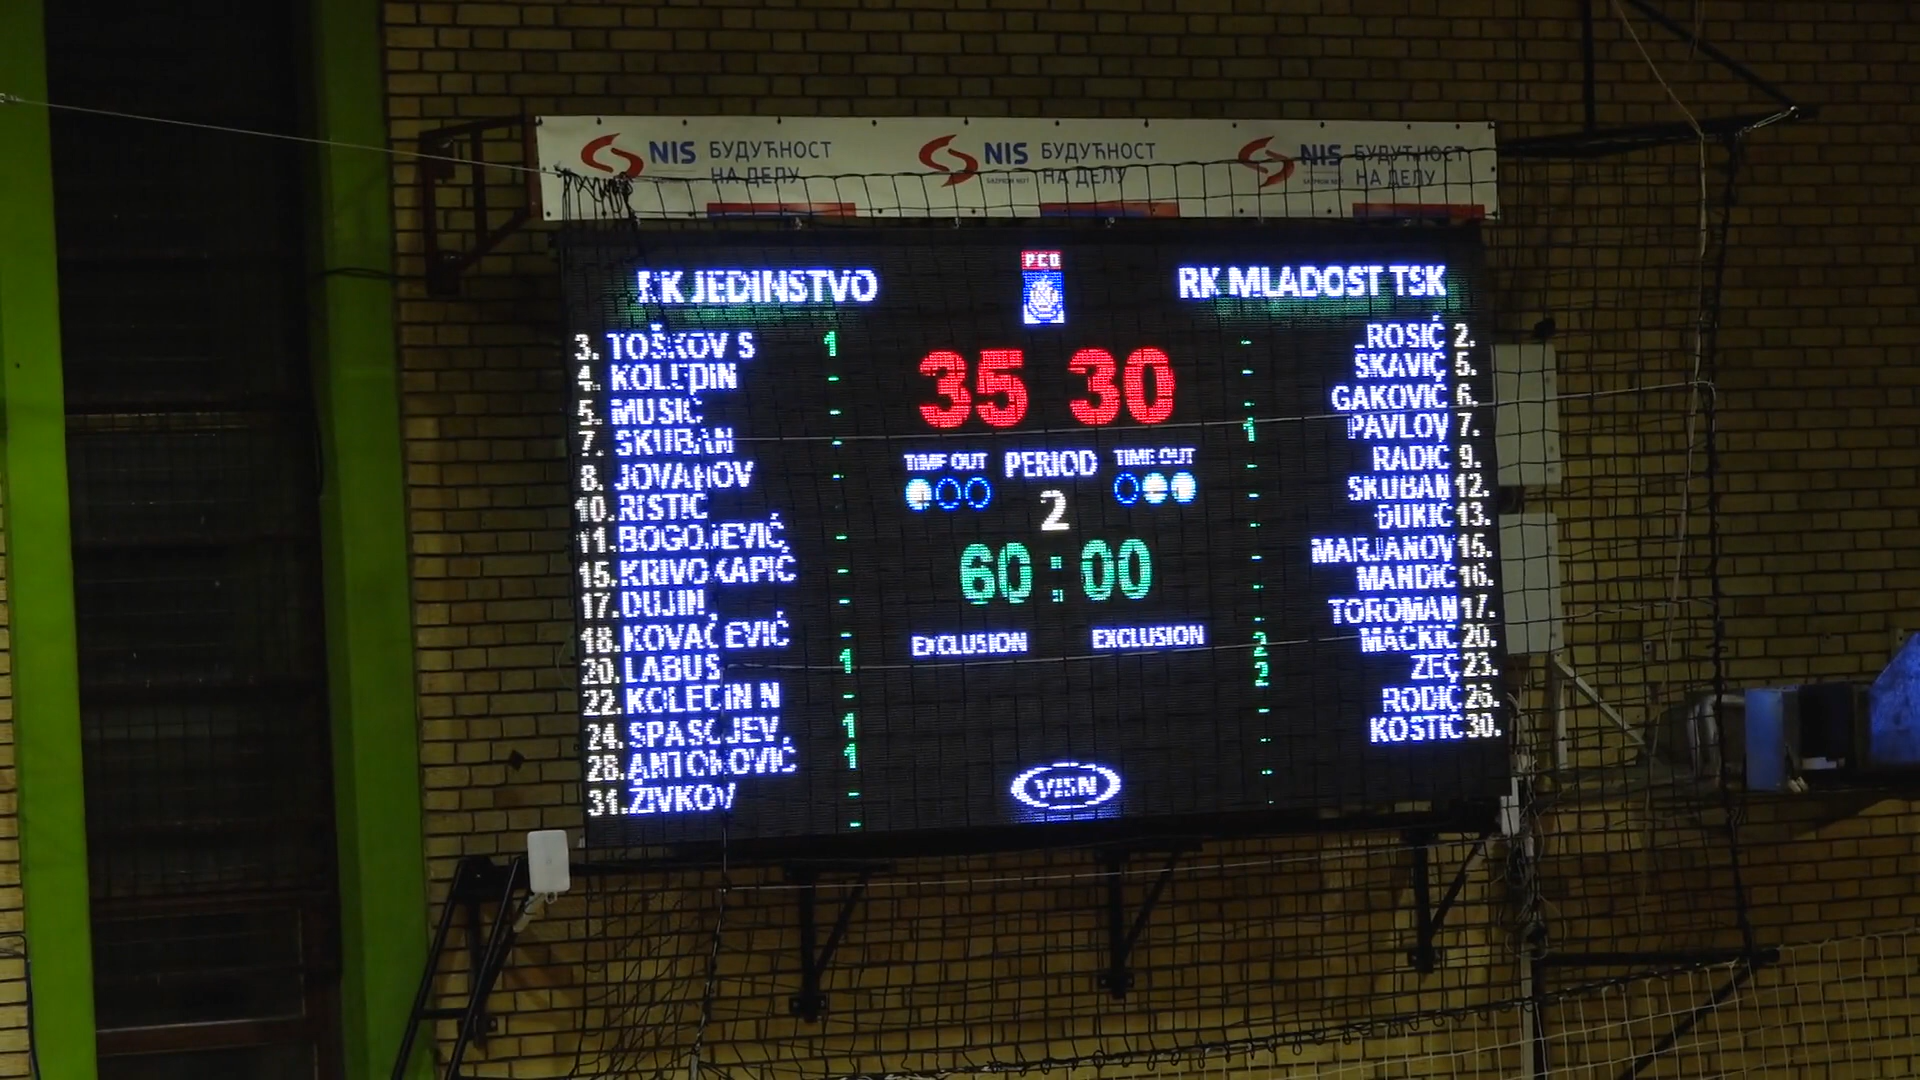 NIS БУДУЋНОСТ НА ДЕЛУ
NIS БУДУЋНОСТ НА ДЕЛУ
NIS БУДУЋНОСТ НА ДЕЛУ
PCO
RK JEDINSTVO
RK MLADOST TSK
3. TOŠKOV S 1
4. KOLEDIN -
5. MUSIĆ -
7. SKUBAN -
8. JOVANOV -
10. RISTIĆ -
11. BOGOJEVIĆ -
15. KRIVOKAPIĆ -
17. DUJIN -
18. KOVAČEVIĆ -
20. LABUS 1
22. KOLEDIN N -
24. SPASOJEV 1
28. ANTONOVIĆ 1
31. ŽIVKOV -
35 30
TIME OUT PERIOD TIME OUT
2
60:00
EXCLUSION EXCLUSION
VISN
- ROSIĆ 2.
- SKAVIĆ 5.
- GAKOVIĆ 6.
1 PAVLOV 7.
- RADIĆ 9.
- SKUBAN 12.
- ĐUKIĆ 13.
- MARJANOV 15.
- MANDIĆ 16.
- TOROMAN 17.
2 MAČKIĆ 20.
2 ZEC 23.
- RODIĆ 26.
- KOSTIĆ 30.